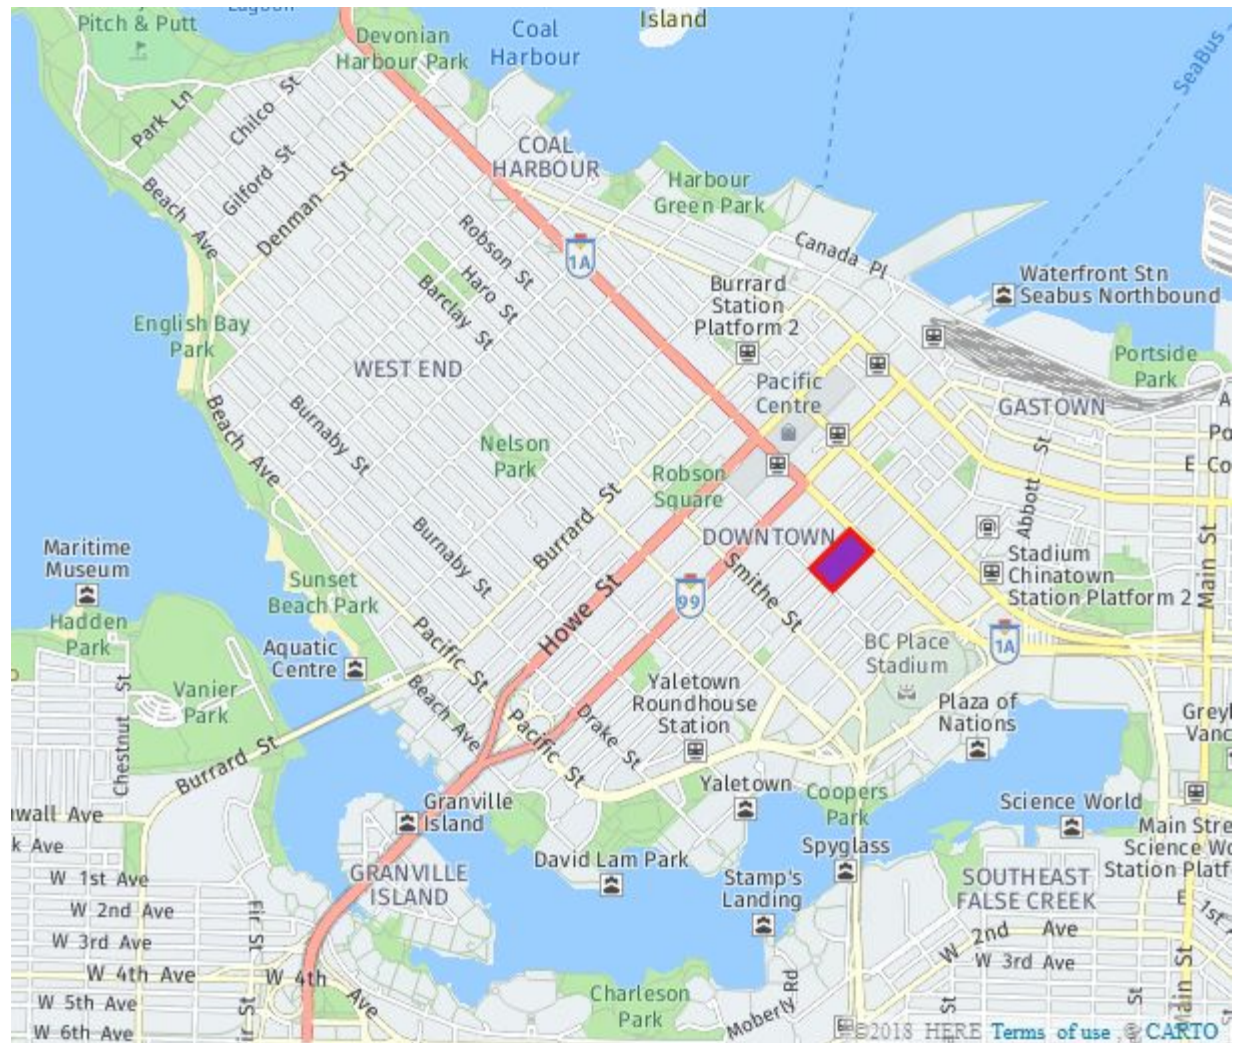 Pitch & Putt
Lagoon
Devonian
Harbour Park
Coal
Harbour
Island
SeaBus
Park Ln
Chilco St
Gilford St
Denman St
Beach Ave
COAL
HARBOUR
Harbour
Green Park
Robson St
Haro St
Barclay St
1A
Canada Pl
Waterfront Stn
Seabus Northbound
Burrard
Station
Platform 2
English Bay
Park
WEST END
Portside
Park
Pacific
Centre
GASTOWN
Beach Ave
Burnaby St
Nelson
Park
Robson
Square
Abbott St
E Co
Burrard St
Burnaby St
DOWNTOWN
Smithe St
Stadium
Chinatown
Station Platform 2
Main St
Maritime
Museum
Hadden
Park
Sunset
Beach Park
Howe St
99
BC Place
Stadium
1A
Aquatic
Centre
Pacific St
Vanier
Park
Chestnut St
Beach Ave
Pacific St
Drake St
Yaletown
Roundhouse
Station
Plaza of
Nations
Burrard St
Yaletown
Coopers
Park
Science World
Granville
Island
wall Ave
k Ave
Spyglass
David Lam Park
Main Stre
Science Wo
Station Platf
GRANVILLE
ISLAND
Stamp's
Landing
SOUTHEAST
FALSE CREEK
W 1st Ave
W 2nd Ave
W 3rd Ave
W 4th Ave
W 5th Ave
W 6th Ave
Fir St
ir St
W 4th Ave
E 1st
W 2nd Ave
W 3rd Ave
Charleson
Park
Moberly Rd
St
St
Main St
©2018 HERE Terms of use , © CARTO